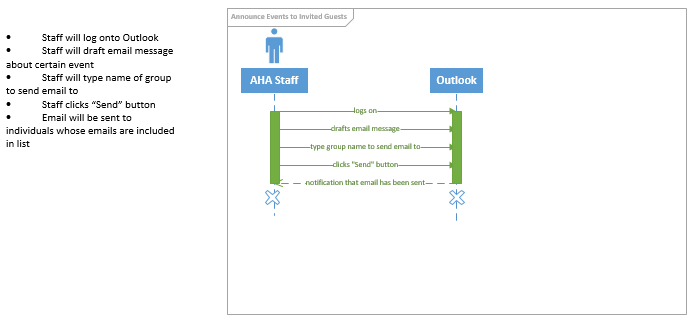 • Staff will log onto Outlook
• Staff will draft email message
about certain event
• Staff will type name of group
to send email to
• Staff clicks “Send” button
• Email will be sent to
individuals whose emails are included
in list
Announce Events to Invited Guests
AHA Staff
Outlook
logs on
drafts email message
type group name to send email to
clicks "Send" button
notification that email has been sent